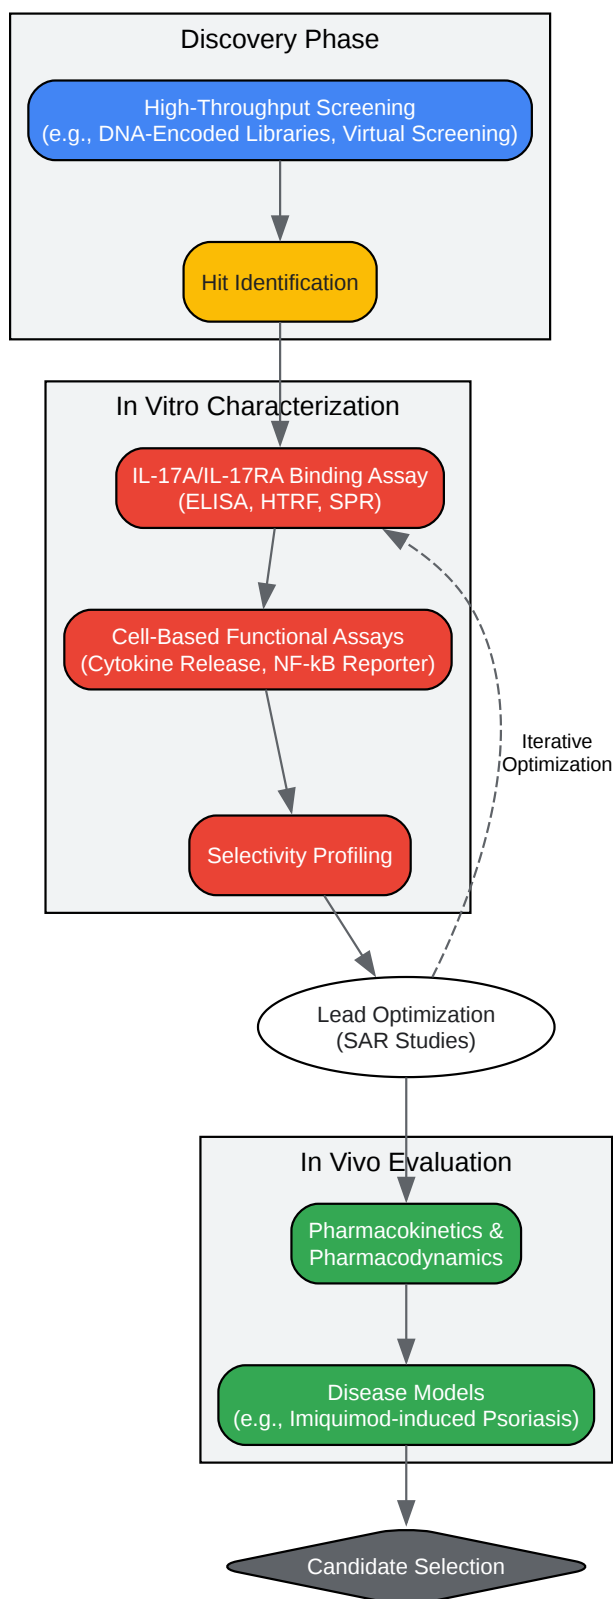 Discovery Phase
High-Throughput Screening
(e.g., DNA-Encoded Libraries, Virtual Screening)
Hit Identification
In Vitro Characterization
IL-17A/IL-17RA Binding Assay
(ELISA, HTRF, SPR)
Cell-Based Functional Assays
(Cytokine Release, NF-kB Reporter)
Iterative
Optimization
Selectivity Profiling
Lead Optimization
(SAR Studies)
In Vivo Evaluation
Pharmacokinetics &
Pharmacodynamics
Disease Models
(e.g., Imiquimod-induced Psoriasis)
Candidate Selection